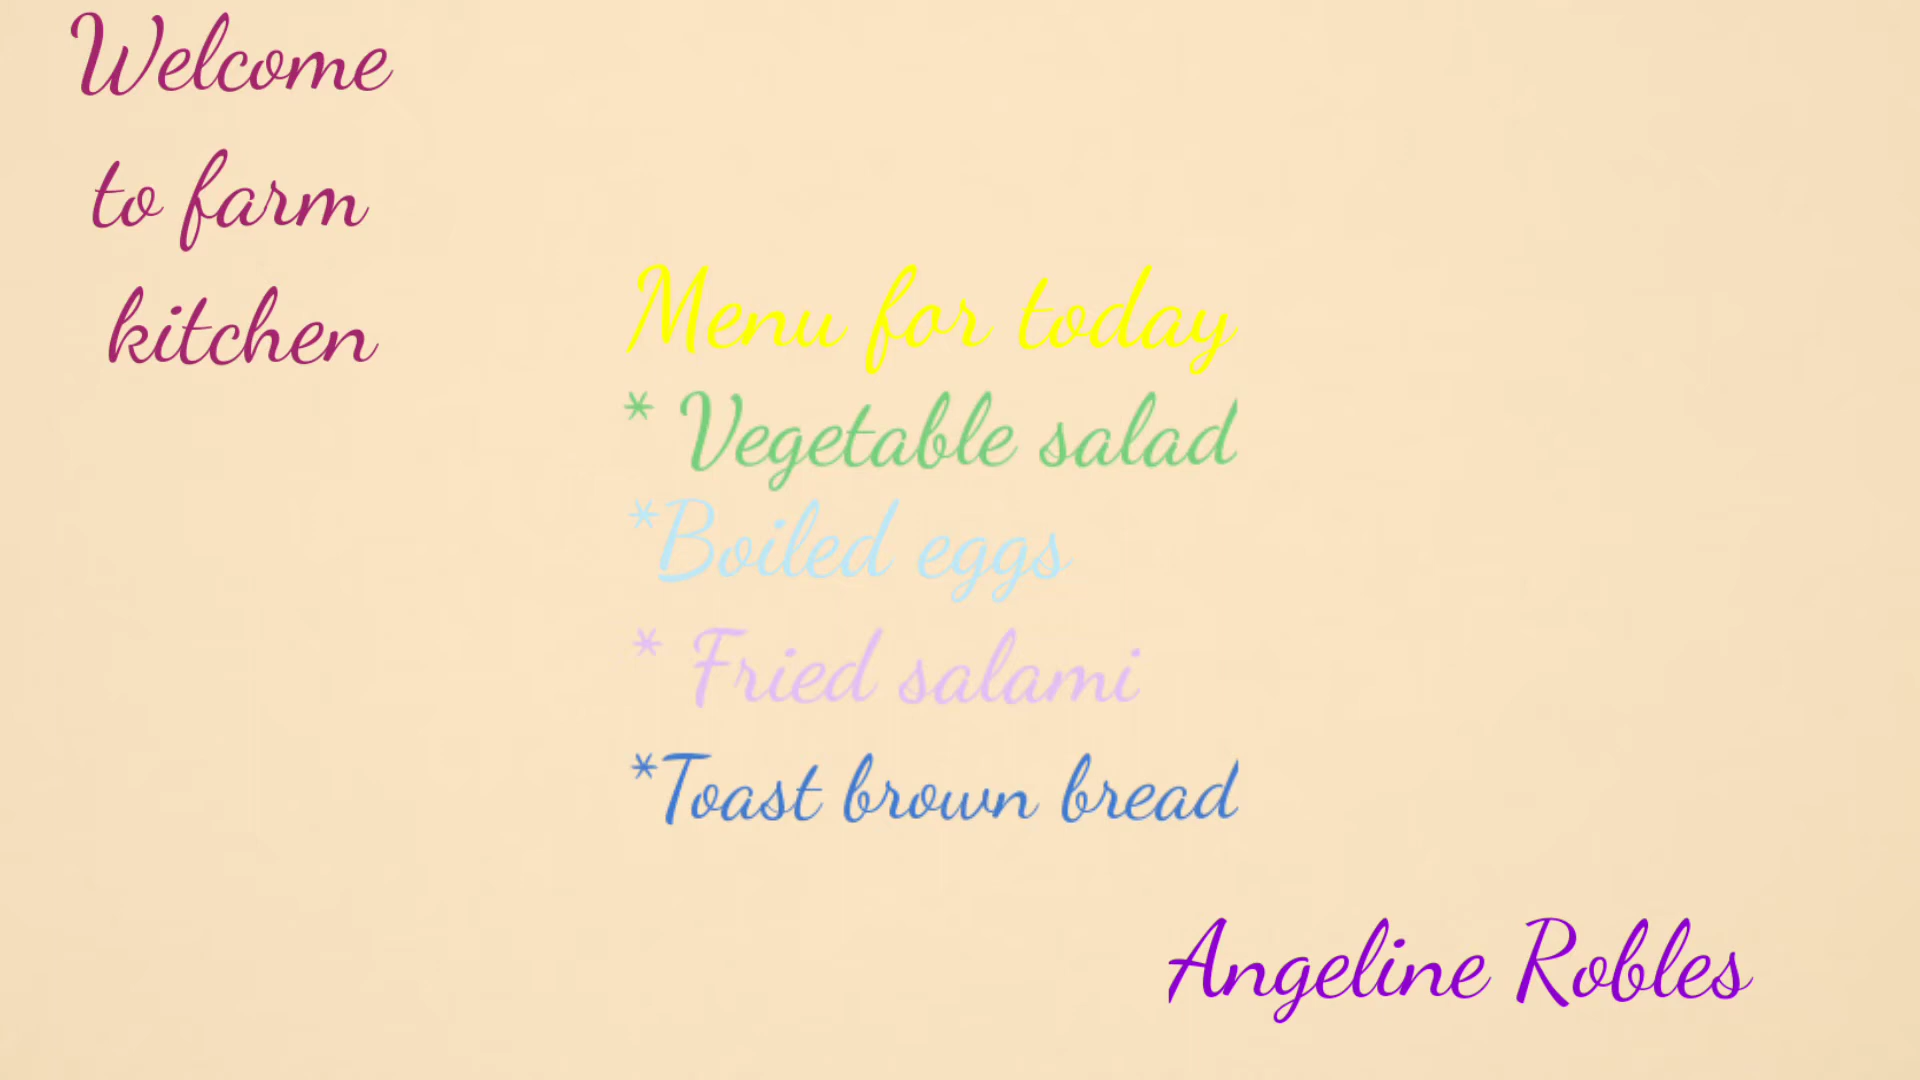 Welcome
to farm
kitchen
Menu for today
* Vegetable salad
*Boiled eggs
* Fried salami
*Toast brown bread
Angeline Robles